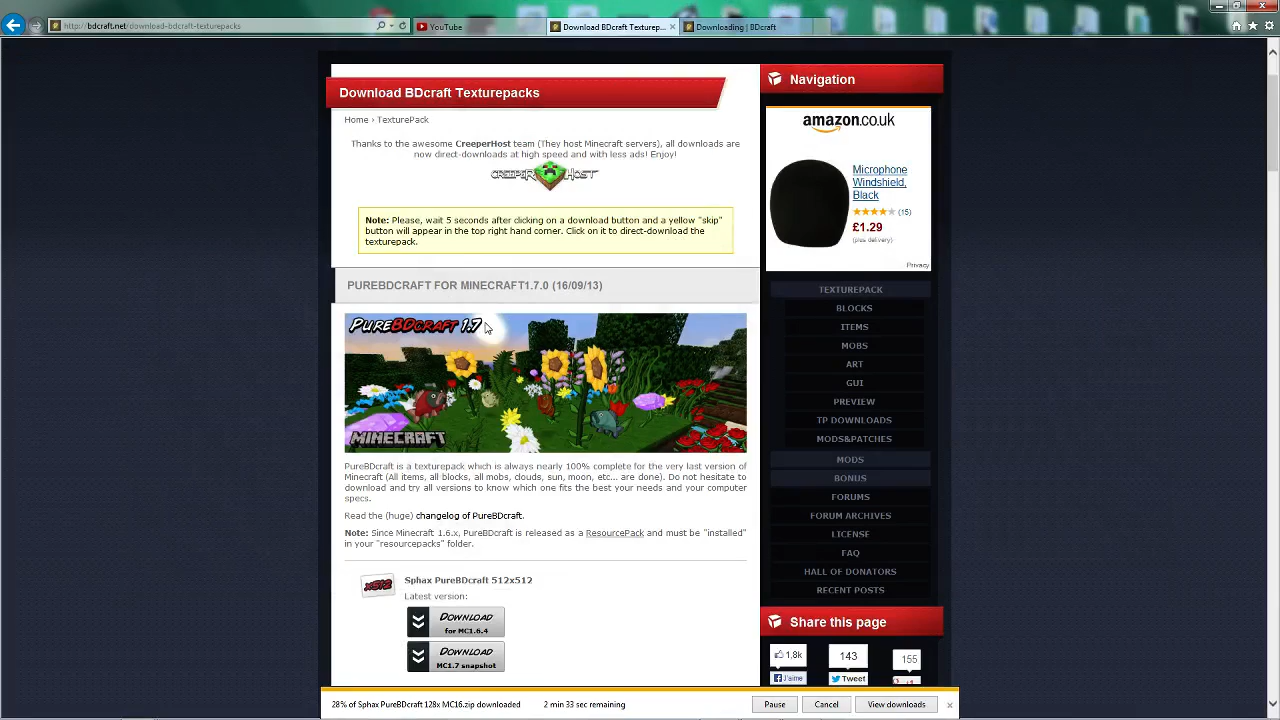 http://bdcraft.net/download-bdcraft-texturepacks
YouTube
Download BDcraft Texturep...
Downloading | BDcraft
Download BDcraft Texturepacks
Home › TexturePack
Thanks to the awesome CreeperHost team (They host Minecraft servers), all downloads are
now direct-downloads at high speed and with less ads! Enjoy!
CREEPER HOST
Note: Please, wait 5 seconds after clicking on a download button and a yellow "skip"
button will appear in the top right hand corner. Click on it to direct-download the
texturepack.
PUREBDCRAFT FOR MINECRAFT1.7.0 (16/09/13)
PUREBDCRAFT 1.7
MINECRAFT
PureBDcraft is a texturepack which is always nearly 100% complete for the very last version of
Minecraft (All items, all blocks, all mobs, clouds, sun, moon, etc... are done). Do not hesitate to
download and try all versions to know which one fits the best your needs and your computer
specs.
Read the (huge) changelog of PureBDcraft.
Note: Since Minecraft 1.6.x, PureBDcraft is released as a ResourcePack and must be "installed"
in your "resourcepacks" folder.
x512
Sphax PureBDcraft 512x512
Latest version:
DOWNLOAD
for MC1.6.4
DOWNLOAD
MC1.7 snapshot
Navigation
amazon.co.uk
Microphone
Windshield,
Black
(15)
£1.29
(plus delivery)
Privacy
TEXTUREPACK
BLOCKS
ITEMS
MOBS
ART
GUI
PREVIEW
TP DOWNLOADS
MODS&PATCHES
MODS
BONUS
FORUMS
FORUM ARCHIVES
LICENSE
FAQ
HALL OF DONATORS
RECENT POSTS
Share this page
1,8k
143
155
J'aime
Tweet
+1
28% of Sphax PureBDcraft 128x MC16.zip downloaded
2 min 33 sec remaining
Pause
Cancel
View downloads